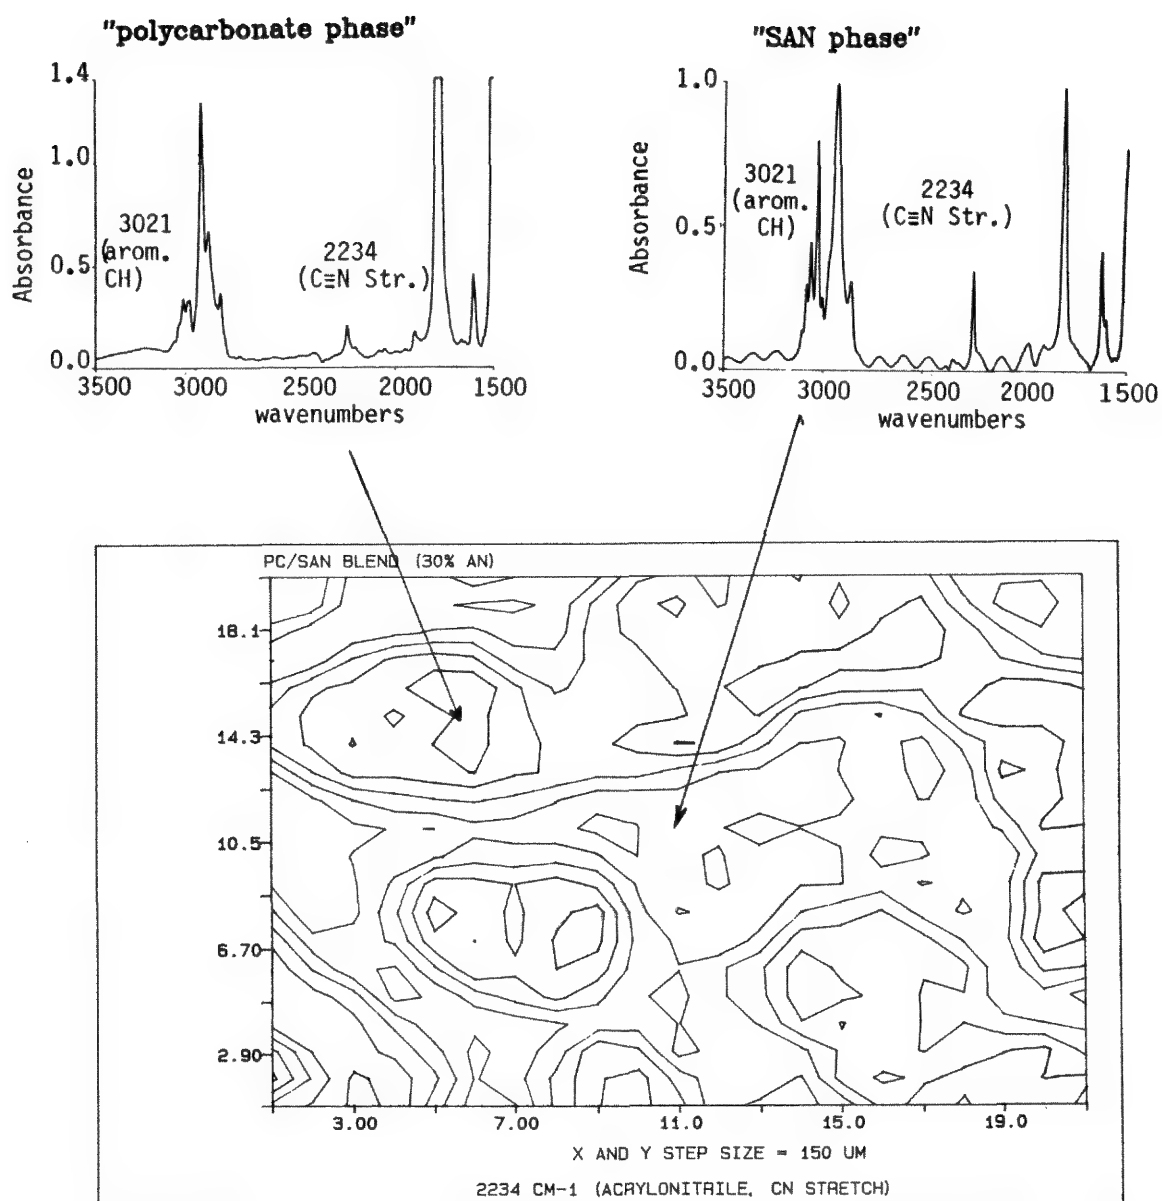 "polycarbonate phase"
1.4
1.0
0.5
0.0
Absorbance
3021
(arom.
CH)
2234
(C≡N Str.)
3500 3000 2500 2000 1500
wavenumbers
"SAN phase"
1.0
0.5
0.0
Absorbance
3021
(arom.
CH)
2234
(C≡N Str.)
3500 3000 2500 2000 1500
wavenumbers
PC/SAN BLEND (30% AN)
18.1
14.3
10.5
6.70
2.90
3.00 7.00 11.0 15.0 19.0
X AND Y STEP SIZE = 150 UM
2234 CM-1 (ACRYLONITRILE, CN STRETCH)